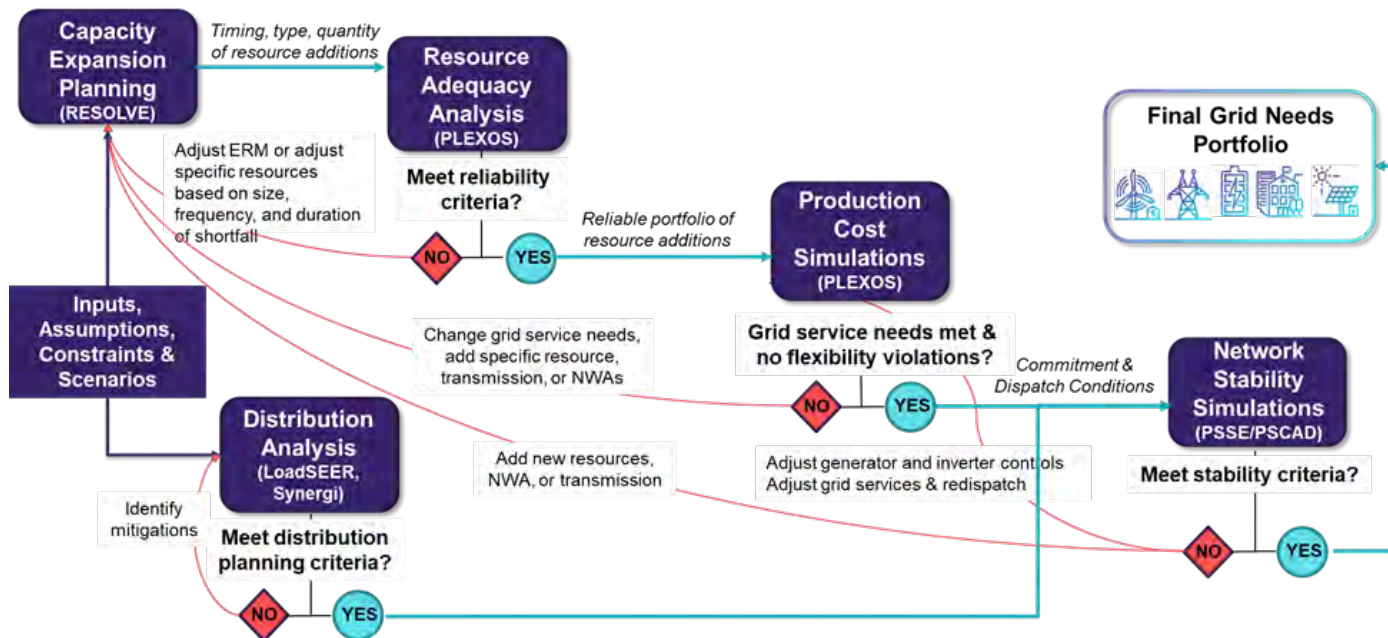 Capacity
Expansion
Planning
(RESOLVE)
Timing, type, quantity
of resource additions
Resource
Adequacy
Analysis
(PLEXOS)
Meet reliability
criteria?
NO
YES
Adjust ERM or adjust
specific resources
based on size,
frequency, and duration
of shortfall
Reliable portfolio of
resource additions
Production
Cost
Simulations
(PLEXOS)
Grid service needs met &
no flexibility violations?
NO
YES
Change grid service needs,
add specific resource,
transmission, or NWAs
Commitment &
Dispatch Conditions
Network
Stability
Simulations
(PSSE/PSCAD)
Meet stability criteria?
NO
YES
Adjust generator and inverter controls
Adjust grid services & redispatch
Add new resources,
NWA, or transmission
Final Grid Needs
Portfolio
Inputs,
Assumptions,
Constraints &
Scenarios
Distribution
Analysis
(LoadSEER,
Synergi)
Identify
mitigations
Meet distribution
planning criteria?
NO
YES